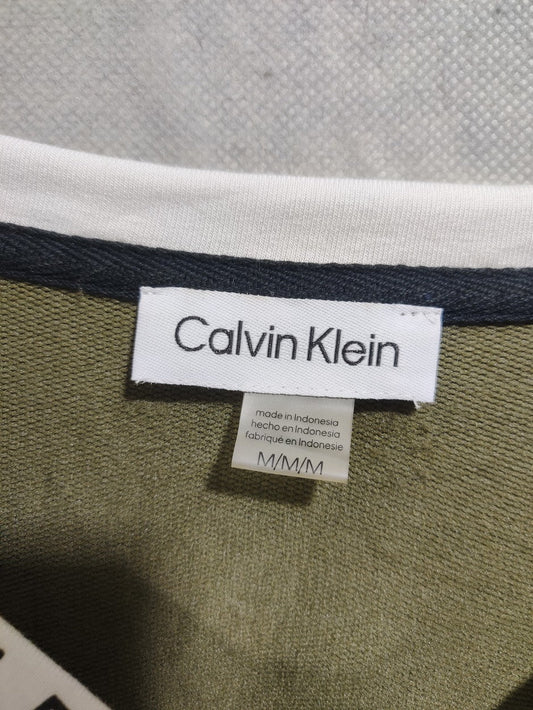 Calvin Klein
made in Indonesia
hecho en Indonesia
fabriqué en Indonesie
M/M/M